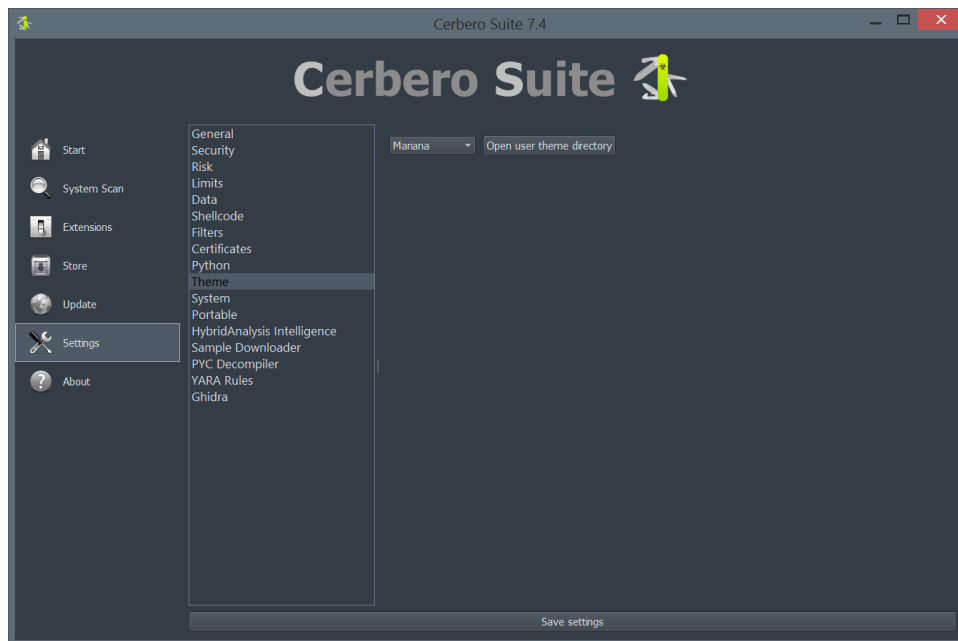 Cerbero Suite 7.4
Cerbero Suite
Start
System Scan
Extensions
Store
Update
Settings
About
General
Security
Risk
Limits
Data
Shellcode
Filters
Certificates
Python
Theme
System
Portable
HybridAnalysis Intelligence
Sample Downloader
PYC Decompiler
YARA Rules
Ghidra
Mariana
Open user theme directory
Save settings